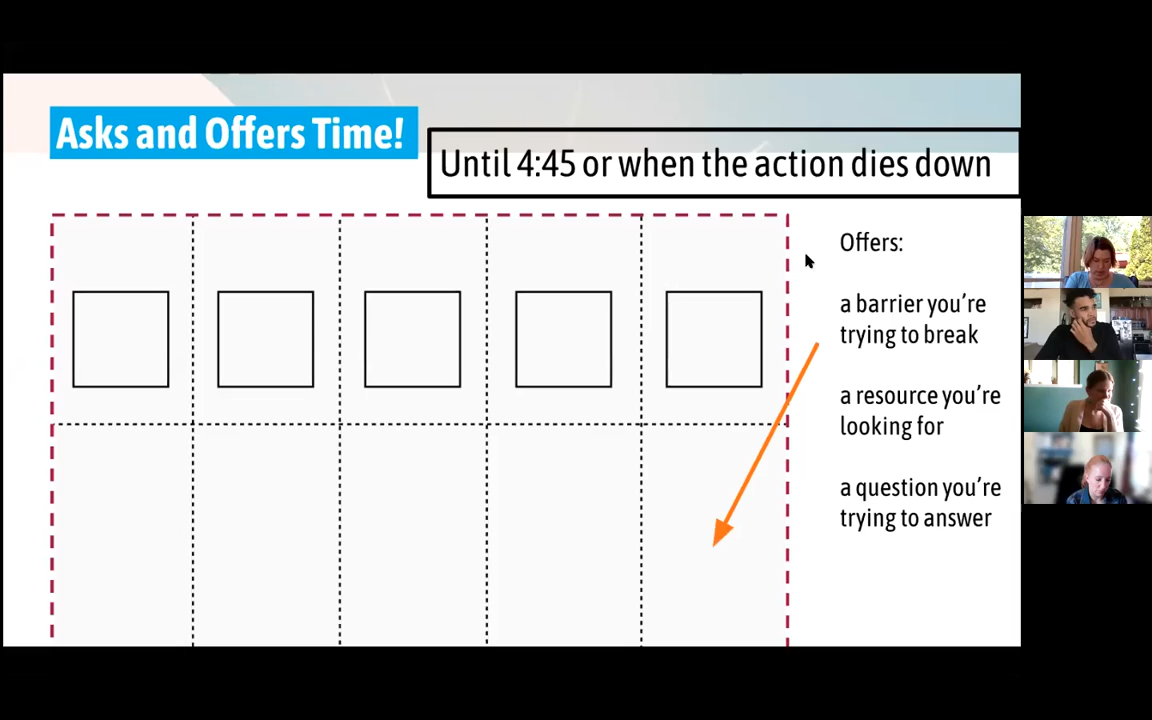 Asks and Offers Time!
Until 4:45 or when the action dies down
Offers:
a barrier you’re
trying to break
a resource you’re
looking for
a question you’re
trying to answer